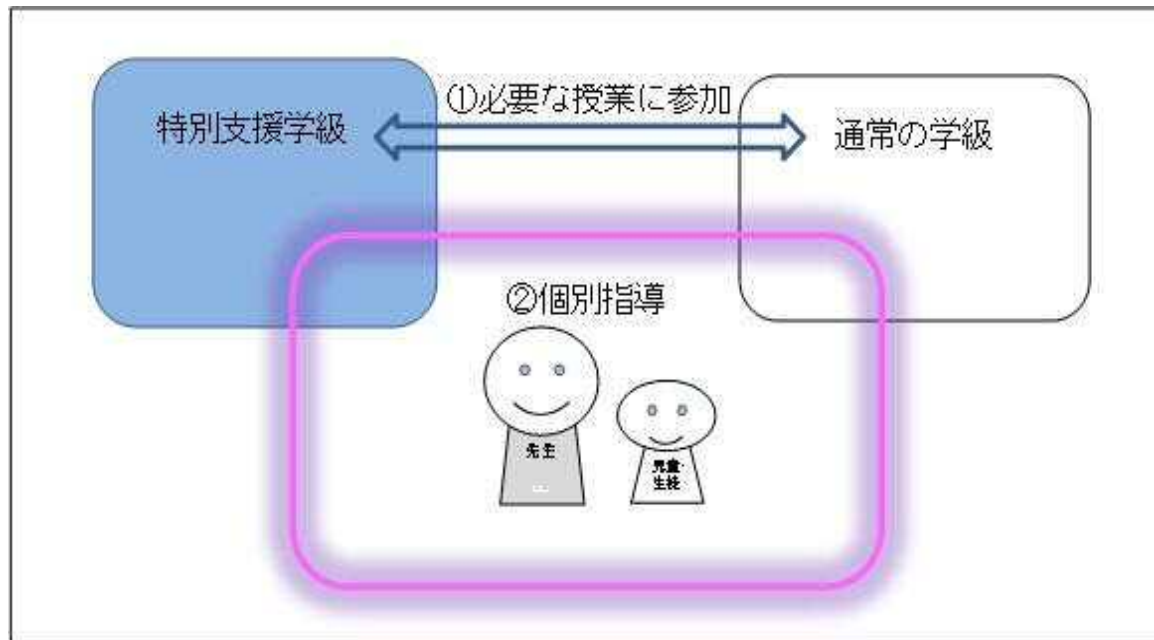 ①必要な授業に参加
特別支援学級
通常の学級
②個別指導
先生
児童・
生徒